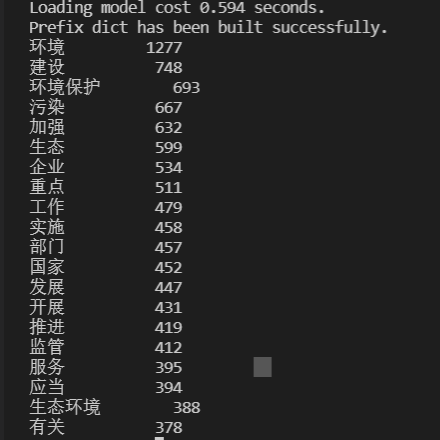 Loading model cost 0.594 seconds.
Prefix dict has been built successfully.
环境 1277
建设 748
环境保护 693
污染 667
加强 632
生态 599
企业 534
重点 511
工作 479
实施 458
部门 457
国家 452
发展 447
开展 431
推进 419
监管 412
服务 395
应当 394
生态环境 388
有关 378